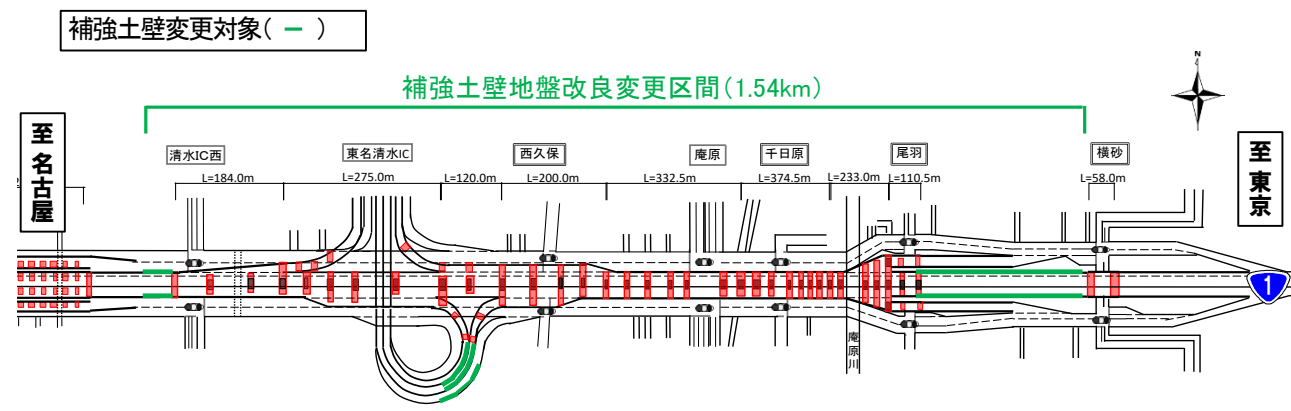 補強土壁変更対象( － )
補強土壁地盤改良変更区間(1.54km)
N
至 名古屋
至 東京
清水IC西
東名清水IC
西久保
庵原
千日原
尾羽
横砂
L=184.0m
L=275.0m
L=120.0m
L=200.0m
L=332.5m
L=374.5m
L=233.0m
L=110.5m
L=58.0m
1
庵原川